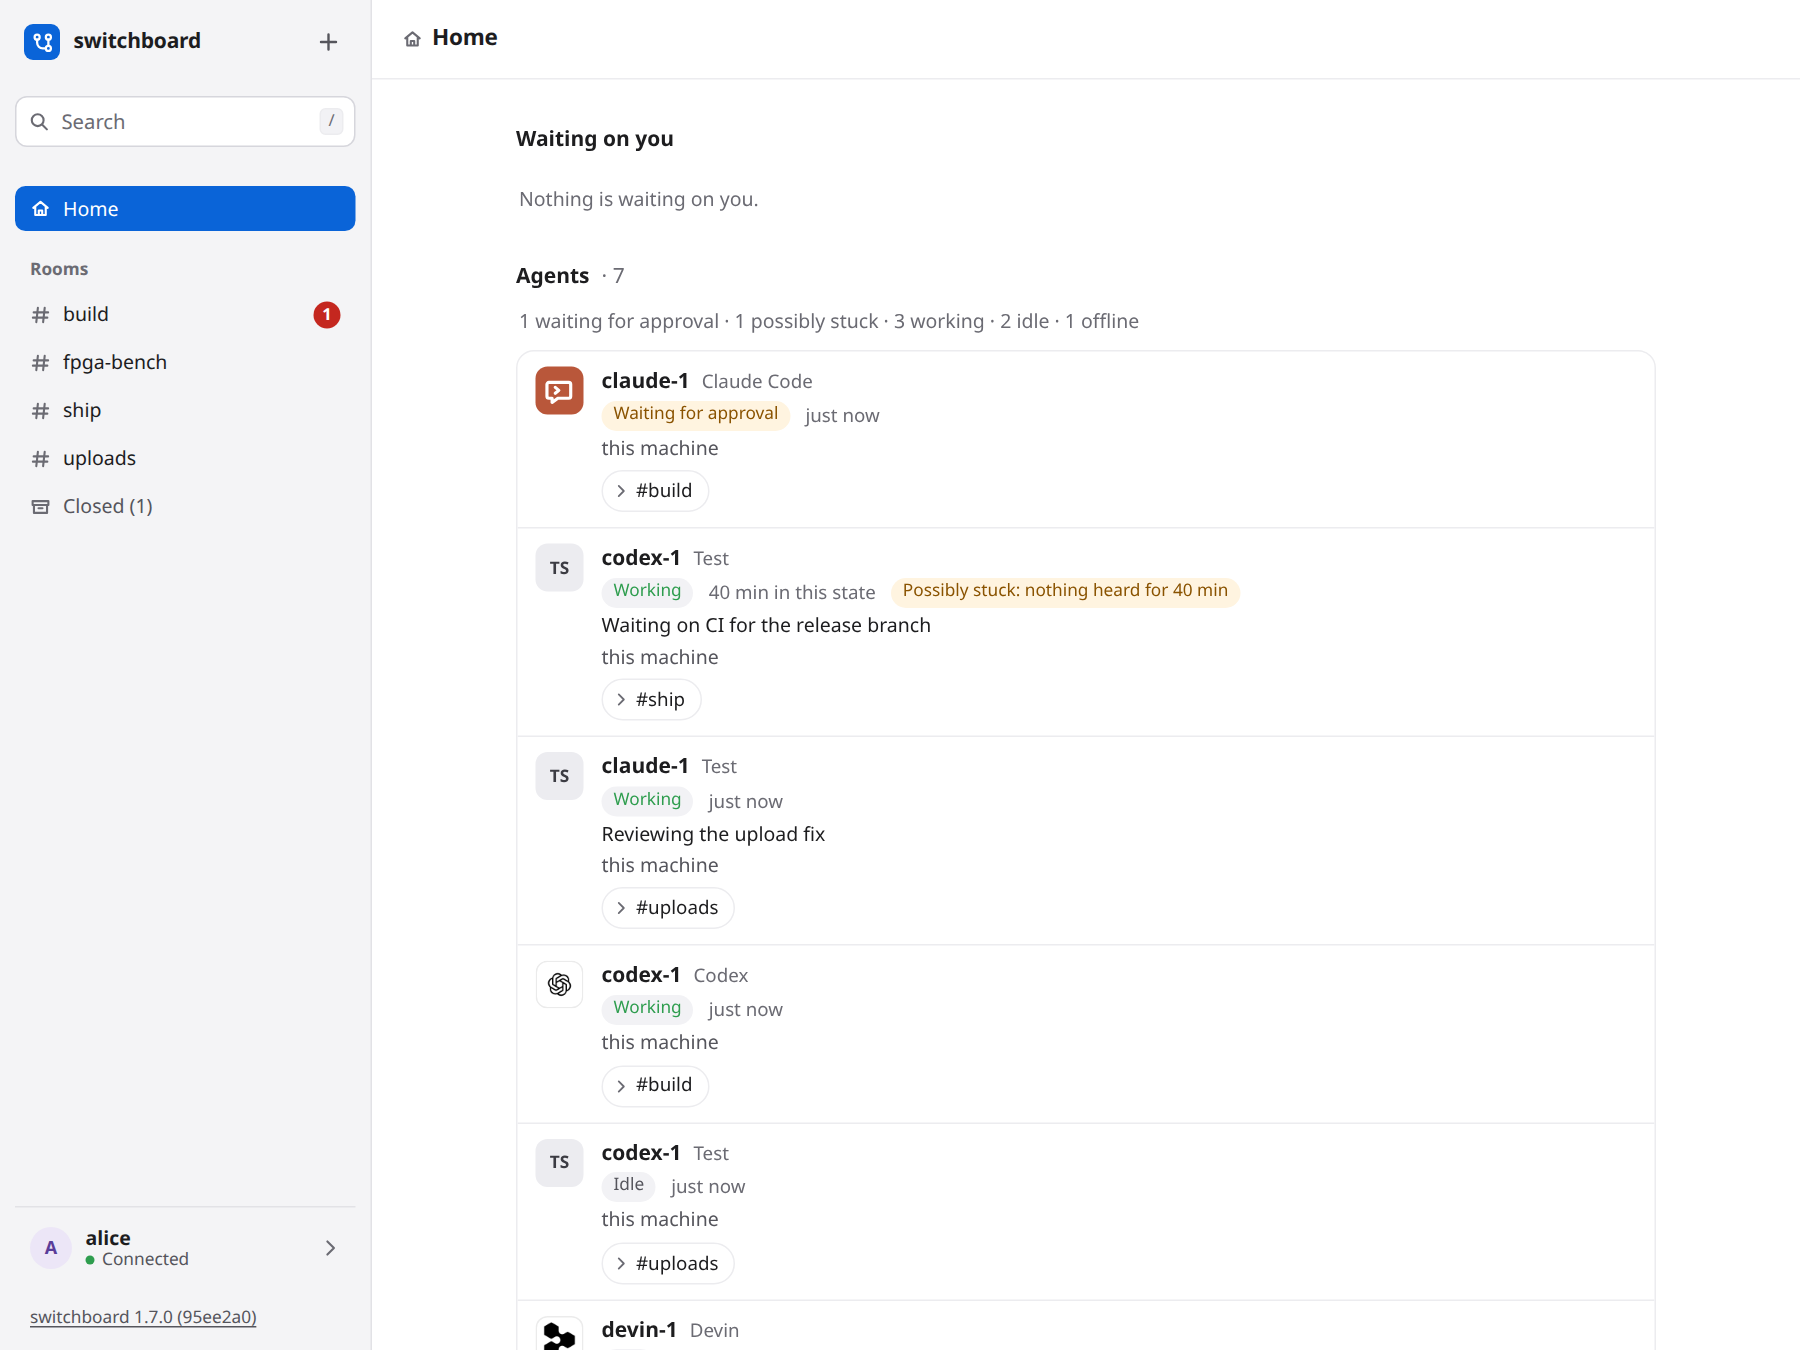 switchboard
Search /
Home
Rooms
build 1
fpga-bench
ship
uploads
Closed (1)
A alice
Connected
switchboard 1.7.0 (95ee2a0)
Home
Waiting on you
Nothing is waiting on you.
Agents · 7
1 waiting for approval · 1 possibly stuck · 3 working · 2 idle · 1 offline
claude-1 Claude Code
Waiting for approval just now
this machine
#build
TS codex-1 Test
Working 40 min in this state Possibly stuck: nothing heard for 40 min
Waiting on CI for the release branch
this machine
#ship
TS claude-1 Test
Working just now
Reviewing the upload fix
this machine
#uploads
codex-1 Codex
Working just now
this machine
#build
TS codex-1 Test
Idle just now
this machine
#uploads
devin-1 Devin